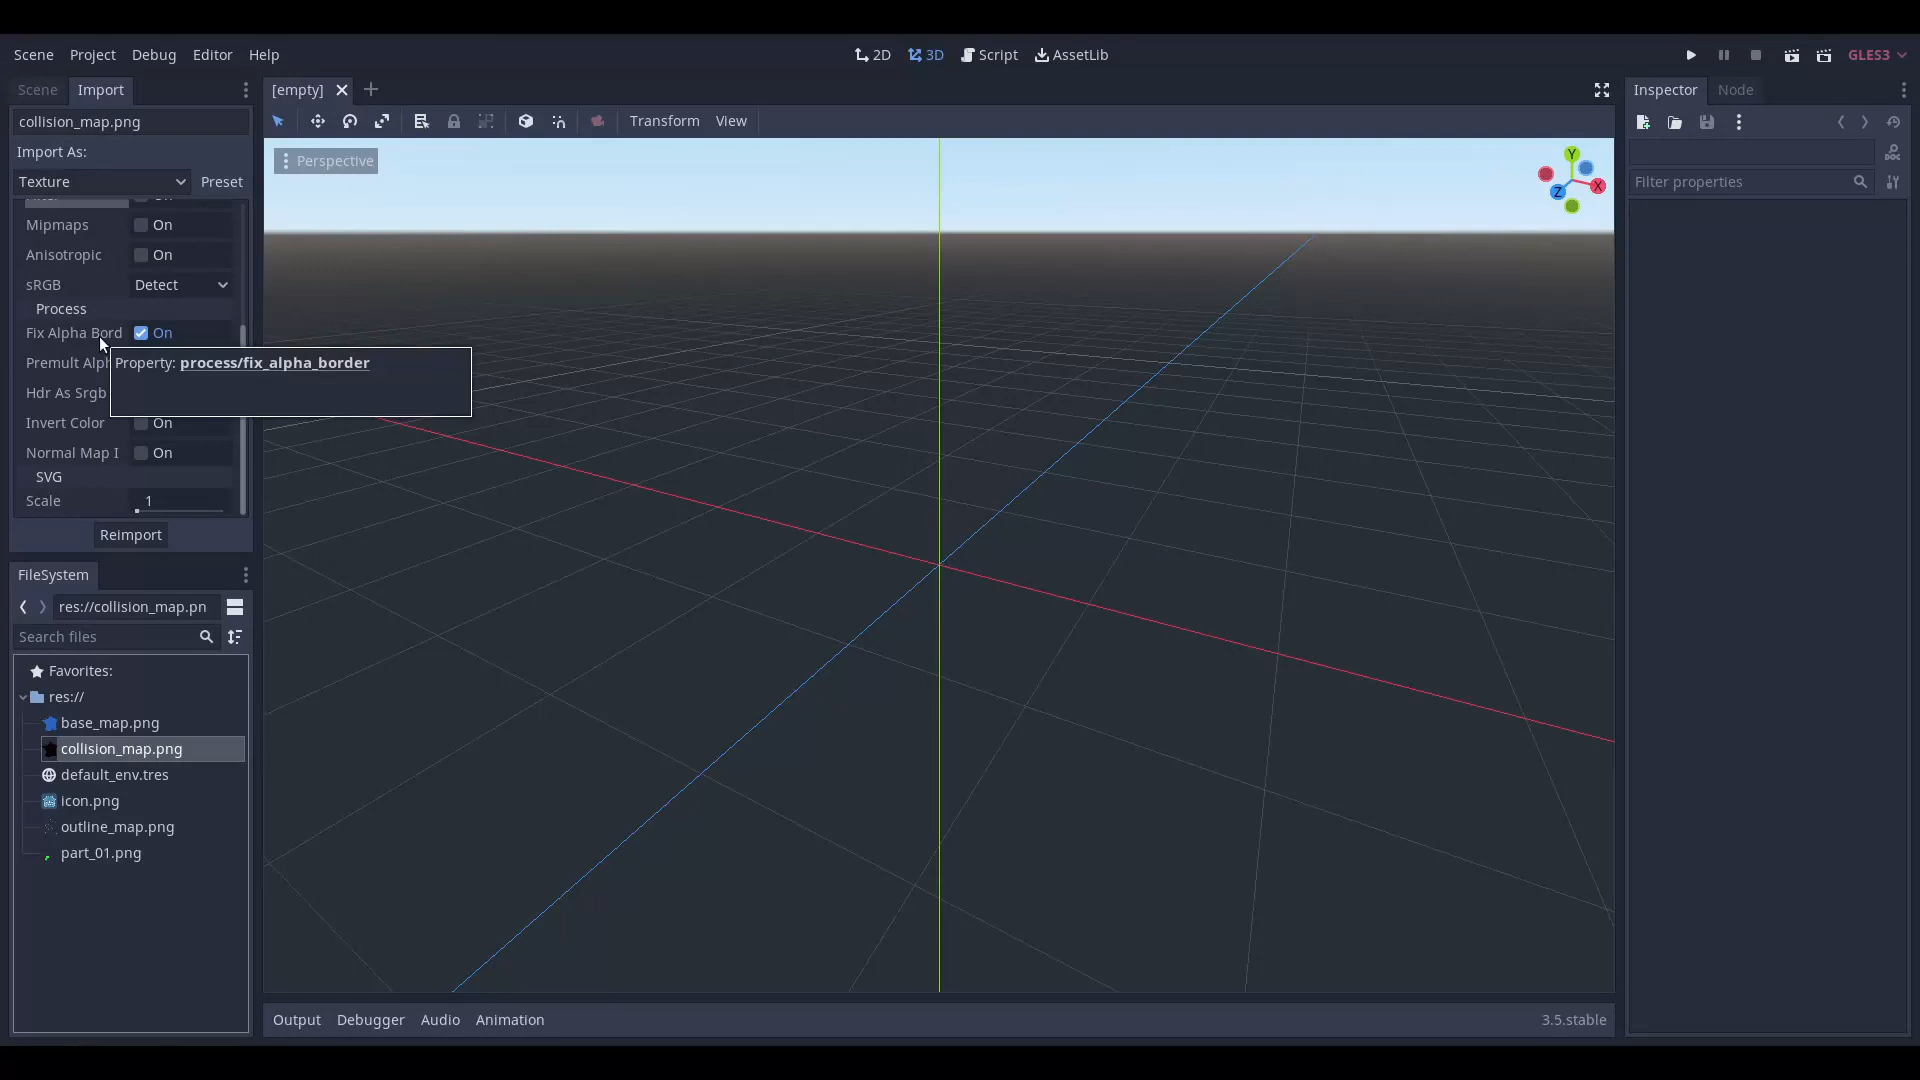 Scene Project Debug Editor Help
2D 3D Script AssetLib
GLES3
Scene Import
[empty]
Inspector Node
collision_map.png
Transform View
Import As:
Perspective
Texture Preset
Filter properties
Y
X
Z
Mipmaps On
Anisotropic On
sRGB Detect
Process
Fix Alpha Bord On
Premult Alph
Property: process/fix_alpha_border
Hdr As Srgb
Invert Color On
Normal Map I On
SVG
Scale 1
Reimport
FileSystem
res://collision_map.pn
Search files
Favorites:
res://
base_map.png
collision_map.png
default_env.tres
icon.png
outline_map.png
part_01.png
Output Debugger Audio Animation
3.5.stable